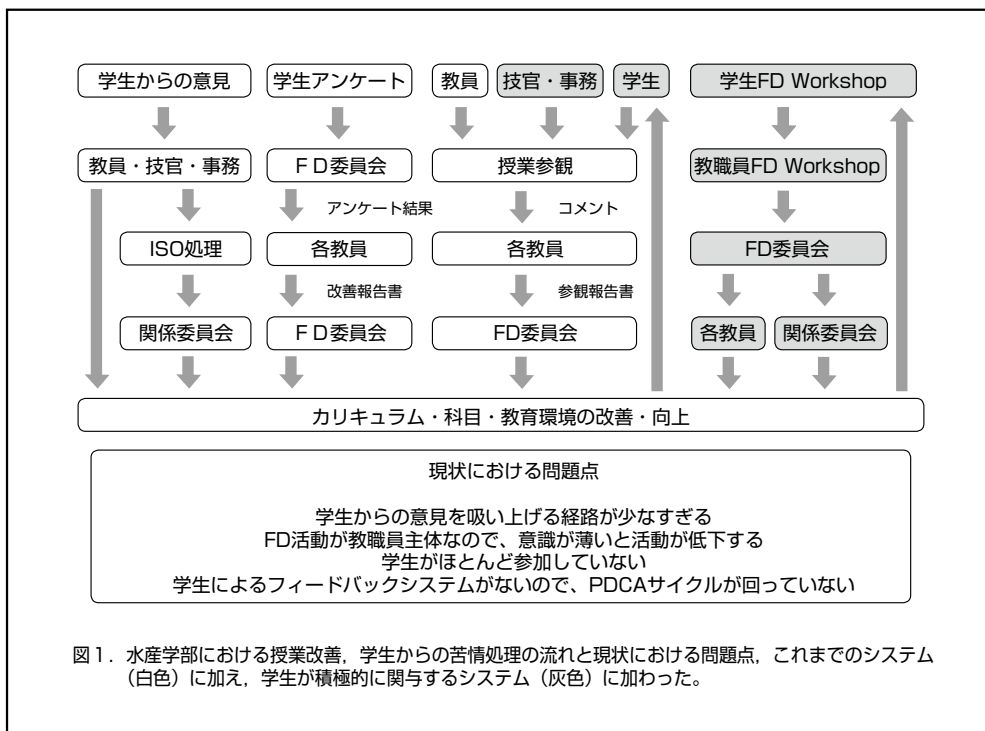 学生からの意見
学生アンケート
教員
技官・事務
学生
学生FD Workshop
教員・技官・事務
ＦＤ委員会
授業参観
教職員FD Workshop
アンケート結果
コメント
ISO処理
各教員
各教員
FD委員会
改善報告書
参観報告書
関係委員会
ＦＤ委員会
FD委員会
各教員
関係委員会
カリキュラム・科目・教育環境の改善・向上
現状における問題点
学生からの意見を吸い上げる経路が少なすぎる
FD活動が教職員主体なので、意識が薄いと活動が低下する
学生がほとんど参加していない
学生によるフィードバックシステムがないので、PDCAサイクルが回っていない
図１．水産学部における授業改善，学生からの苦情処理の流れと現状における問題点，これまでのシステム
（白色）に加え，学生が積極的に関与するシステム（灰色）に加わった。